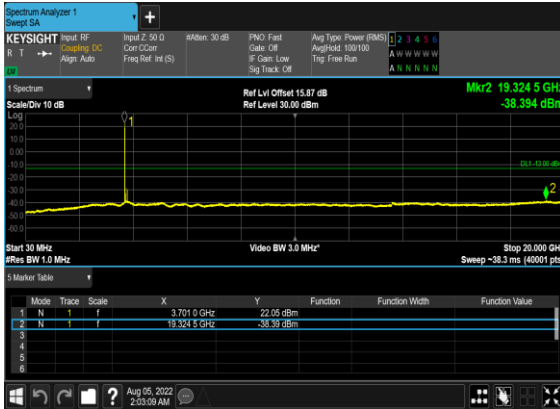 Spectrum Analyzer 1
Swept SA
+
KEYSIGHT Input: RF Input Z: 50 Ω #Atten: 30 dB PNO: Fast Avg Type: Power (RMS) 1 2 3 4 5 6
R T Coupling: DC Corr CCorr Gate: Off Avg|Hold: 100/100 A W W W W W
Align: Auto Freq Ref: Int (S) IF Gain: Low Trig: Free Run
Sig Track: Off A N N N N N
1 Spectrum Ref Lvl Offset 15.87 dB Mkr2 19.324 5 GHz
Scale/Div 10 dB Ref Level 30.00 dBm -38.394 dBm
Log
20.0
10.0
0.00
-10.0
DL1 -13.00 dBm
-20.0
-30.0
-40.0
-50.0
-60.0
1
2
Start 30 MHz Video BW 3.0 MHz* Stop 20.000 GHz
#Res BW 1.0 MHz Sweep ~38.3 ms (40001 pts)
5 Marker Table
Mode Trace Scale X Y Function Function Width Function Value
1 N 1 f 3.701 0 GHz 22.05 dBm
2 N 1 f 19.324 5 GHz -38.39 dBm
3
4
5
6
? Aug 05, 2022
2:03:09 AM